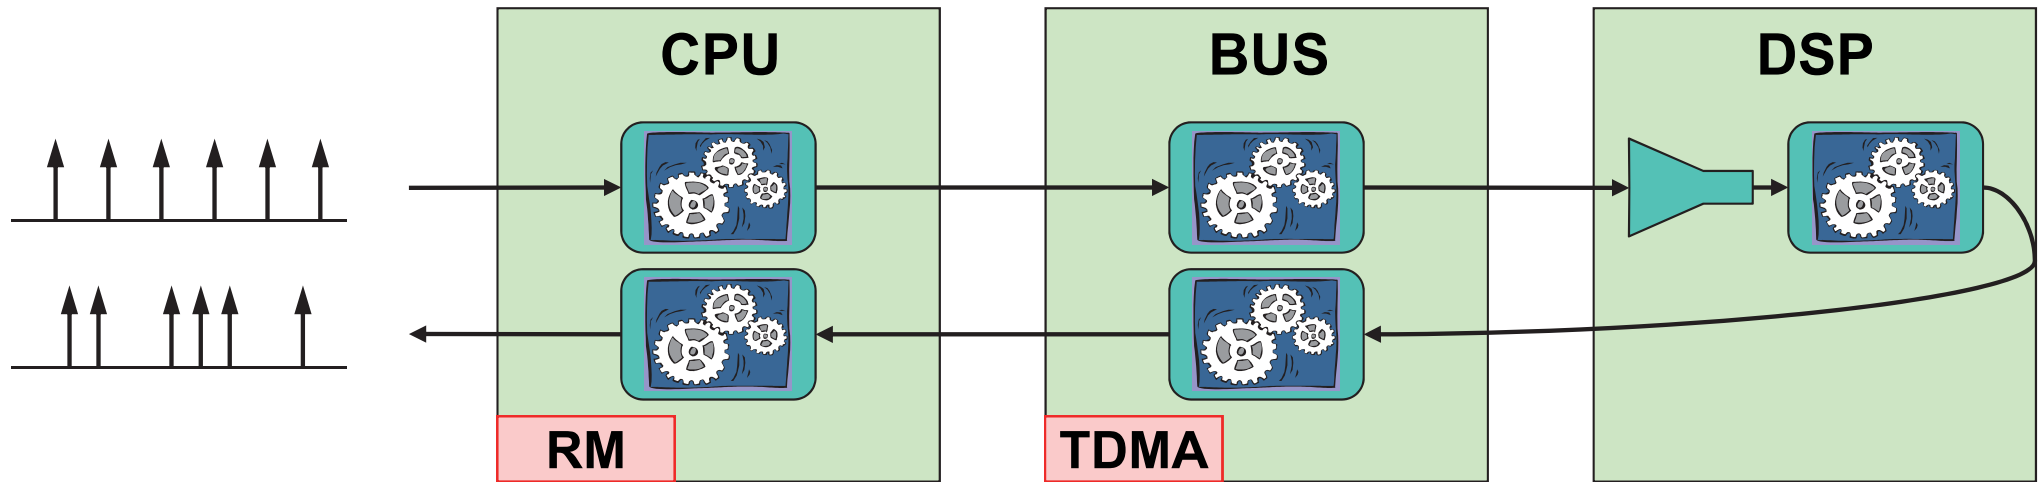 CPU
BUS
DSP
RM
TDMA